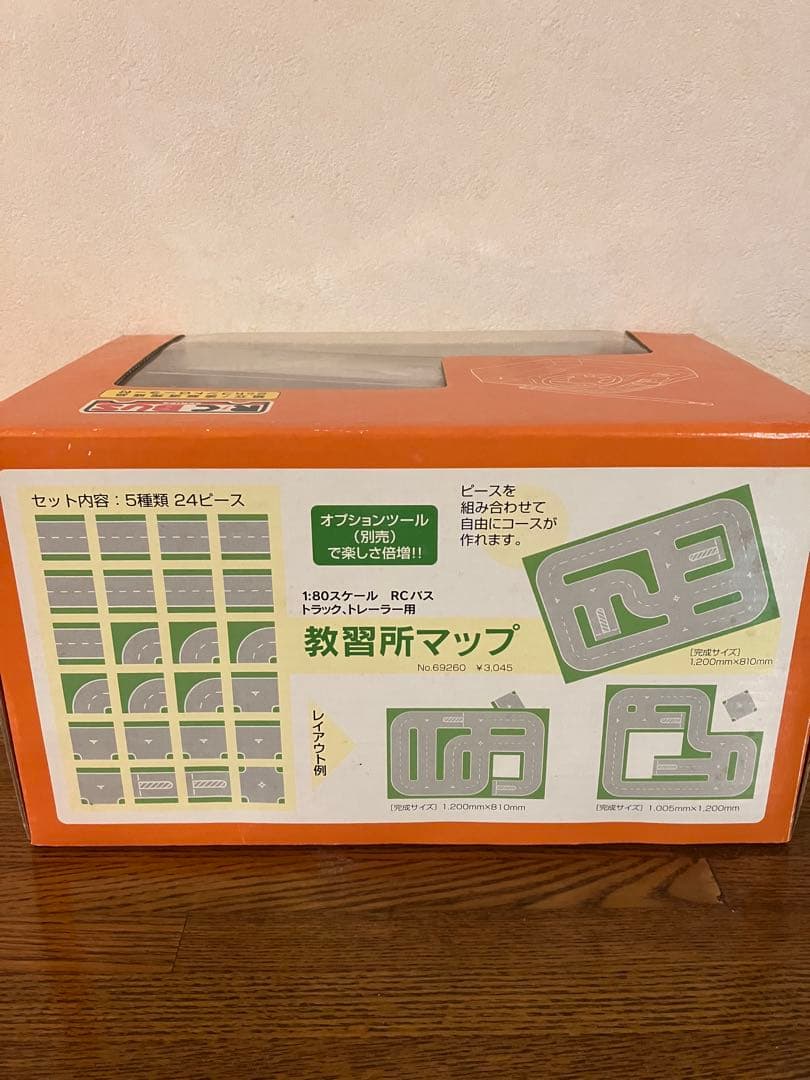 RC BUS
セット内容：5種類 24ピース
オプションツール
（別売）
で楽しさ倍増!!
ピースを
組み合わせて
自由にコースが
作れます。
1:80スケール RCバス
トラック、トレーラー用
教習所マップ
No.69260 ¥3,045
[完成サイズ]
1,200mm×810mm
レイアウト例
[完成サイズ] 1,200mm×810mm
[完成サイズ] 1,005mm×1,200mm